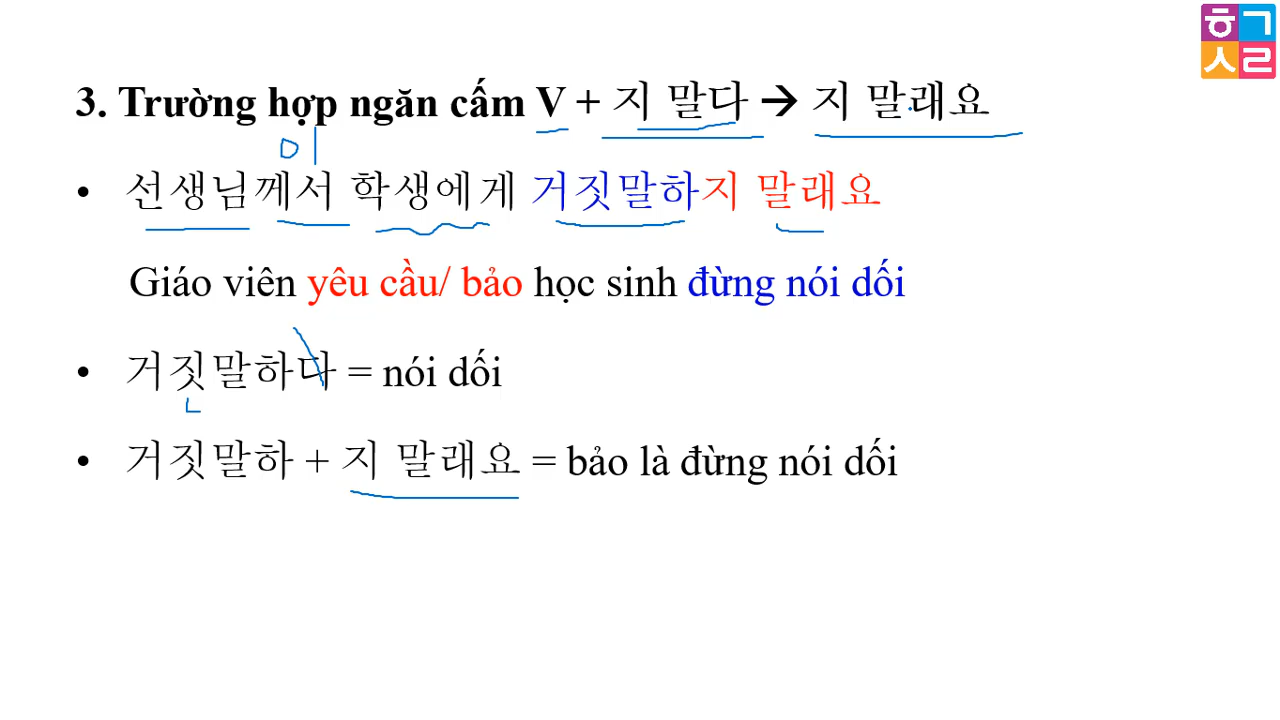 ㅎㄱ
ㅅㄹ
3. Trường hợp ngăn cấm V + 지 말다 → 지 말래요
이
• 선생님께서 학생에게 거짓말하지 말래요
Giáo viên yêu cầu/ bảo học sinh đừng nói dối
• 거짓말하다 = nói dối
ㄴ
• 거짓말하 + 지 말래요 = bảo là đừng nói dối